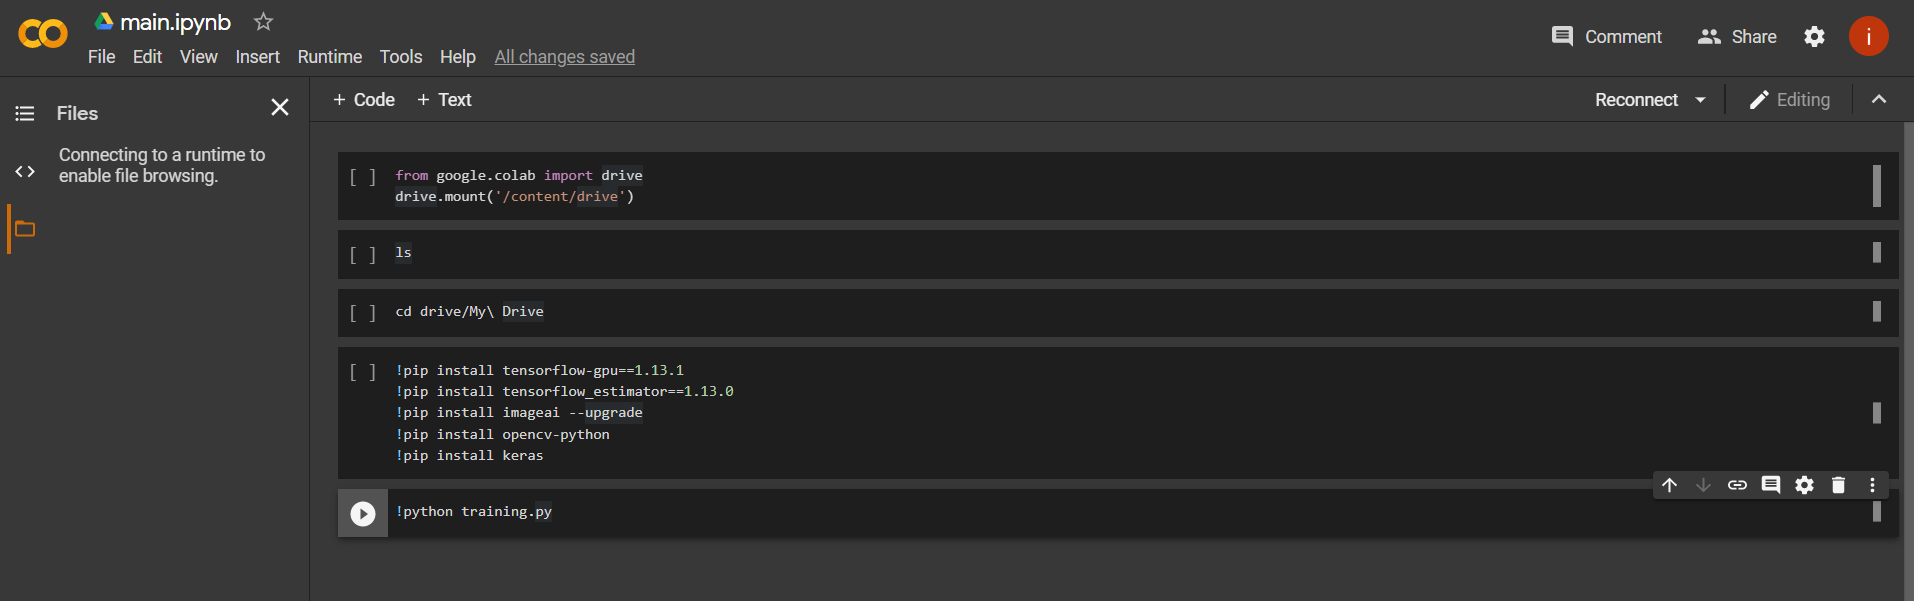 main.ipynb
File Edit View Insert Runtime Tools Help All changes saved
Comment Share i
Files
Connecting to a runtime to
enable file browsing.
+ Code + Text
Reconnect Editing
[ ] from google.colab import drive
drive.mount('/content/drive')
[ ] ls
[ ] cd drive/My\ Drive
[ ] !pip install tensorflow-gpu==1.13.1
!pip install tensorflow_estimator==1.13.0
!pip install imageai --upgrade
!pip install opencv-python
!pip install keras
!python training.py